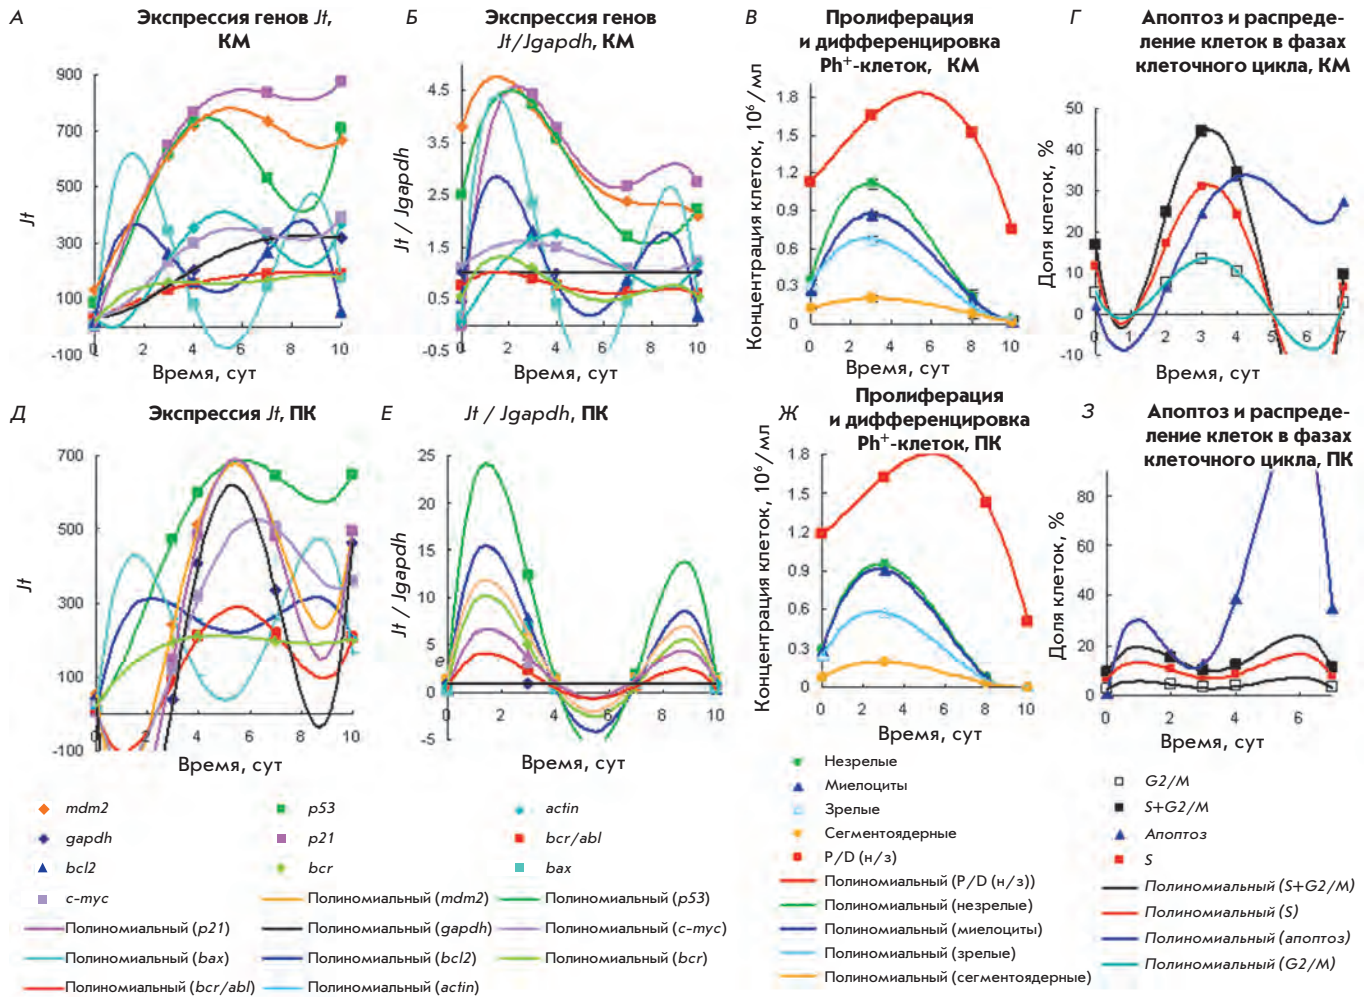 А
Экспрессия генов Jt,
КМ
Jt
900
700
500
300
100
-100
0
2
4
6
8
10
Время, сут
Б
Экспрессия генов
Jt/Jgapdh, КМ
Jt / Jgapdh
4.5
3.5
2.5
1.5
0.5
-0.5
0
2
4
6
8
10
Время, сут
В
Пролиферация
и дифференцировка
Ph⁺-клеток, КМ
Концентрация клеток, 10⁶/мл
1.8
1.5
1.2
0.9
0.6
0.3
0
0
2
4
6
8
10
Время, сут
Г
Апоптоз и распреде-
ление клеток в фазах
клеточного цикла, КМ
Доля клеток, %
50
40
30
20
10
0
-10
0
1
2
3
4
5
6
7
Время, сут
Д
Экспрессия Jt, ПК
Jt
700
500
300
100
-100
0
2
4
6
8
10
Время, сут
Е
Jt / Jgapdh, ПК
Jt / Jgapdh
25
20
15
10
5
0
-5
е
0
2
4
6
8
10
Время, сут
Ж
Пролиферация
и дифференцировка
Ph⁺-клеток, ПК
Концентрация клеток, 10⁶/мл
1.8
1.5
1.2
0.9
0.6
0.3
0
0
2
4
6
8
10
Время, сут
З
Апоптоз и распреде-
ление клеток в фазах
клеточного цикла, ПК
Доля клеток, %
80
60
40
20
0
0
2
4
6
Время, сут
mdm2
p53
actin
gapdh
p21
bcr/abl
bcl2
bcr
bax
c-myc
Полиномиальный (mdm2)
Полиномиальный (p53)
Полиномиальный (p21)
Полиномиальный (gapdh)
Полиномиальный (c-myc)
Полиномиальный (bax)
Полиномиальный (bcl2)
Полиномиальный (bcr)
Полиномиальный (bcr/abl)
Полиномиальный (actin)
Незрелые
Миелоциты
Зрелые
Сегментоядерные
P/D (н/з)
Полиномиальный (P/D (н/з))
Полиномиальный (незрелые)
Полиномиальный (миелоциты)
Полиномиальный (зрелые)
Полиномиальный (сегментоядерные)
G2/M
S+G2/M
Апоптоз
S
Полиномиальный (S+G2/M)
Полиномиальный (S)
Полиномиальный (апоптоз)
Полиномиальный (G2/M)